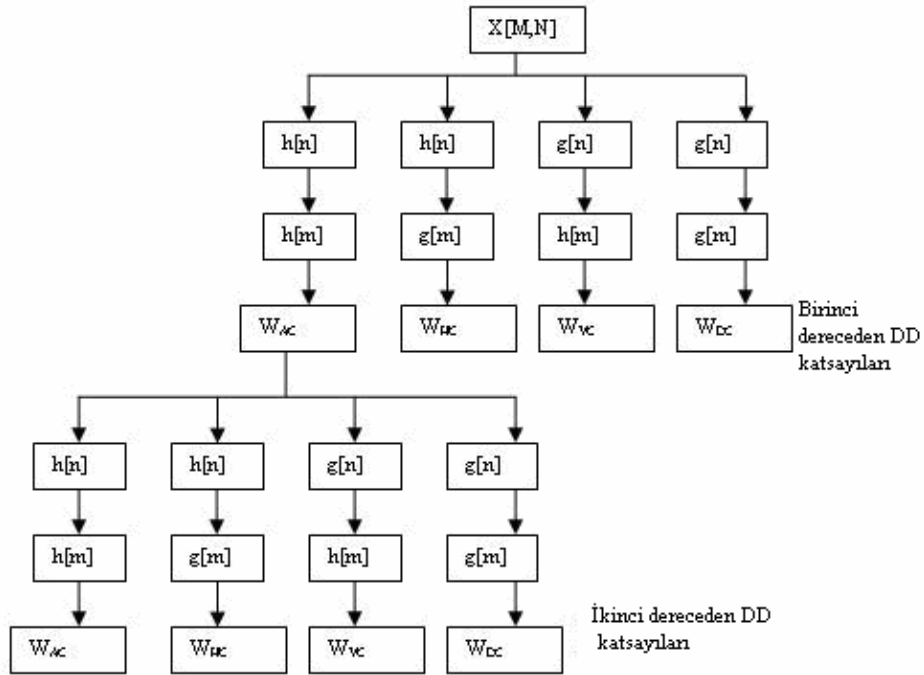 X[M,N]
h[n] h[n] g[n] g[n]
h[m] g[m] h[m] g[m]
WAC WHC WVC WDC
Birinci
dereceden DD
katsayıları
h[n] h[n] g[n] g[n]
h[m] g[m] h[m] g[m]
WAC WHC WVC WDC
İkinci dereceden DD
katsayıları